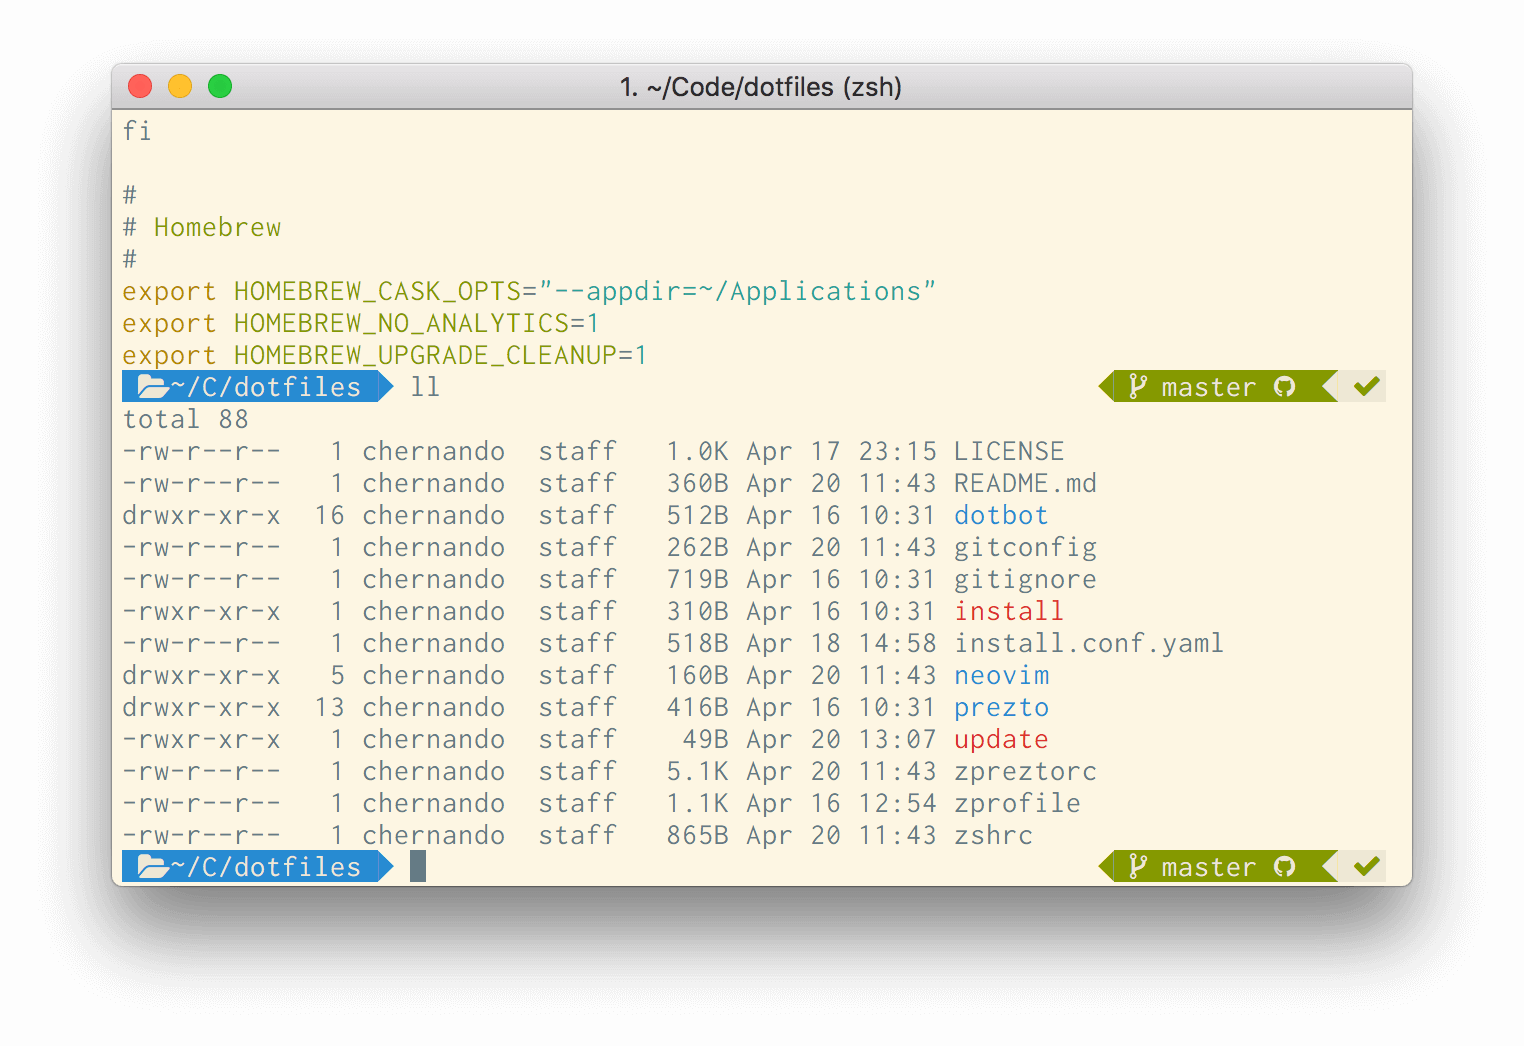 1. ~/Code/dotfiles (zsh)
fi
#
# Homebrew
#
export HOMEBREW_CASK_OPTS="--appdir=~/Applications"
export HOMEBREW_NO_ANALYTICS=1
export HOMEBREW_UPGRADE_CLEANUP=1
~/C/dotfiles ll master
total 88
-rw-r--r-- 1 chernando staff 1.0K Apr 17 23:15 LICENSE
-rw-r--r-- 1 chernando staff 360B Apr 20 11:43 README.md
drwxr-xr-x 16 chernando staff 512B Apr 16 10:31 dotbot
-rw-r--r-- 1 chernando staff 262B Apr 20 11:43 gitconfig
-rw-r--r-- 1 chernando staff 719B Apr 16 10:31 gitignore
-rwxr-xr-x 1 chernando staff 310B Apr 16 10:31 install
-rw-r--r-- 1 chernando staff 518B Apr 18 14:58 install.conf.yaml
drwxr-xr-x 5 chernando staff 160B Apr 20 11:43 neovim
drwxr-xr-x 13 chernando staff 416B Apr 16 10:31 prezto
-rwxr-xr-x 1 chernando staff 49B Apr 20 13:07 update
-rw-r--r-- 1 chernando staff 5.1K Apr 20 11:43 zpreztorc
-rw-r--r-- 1 chernando staff 1.1K Apr 16 12:54 zprofile
-rw-r--r-- 1 chernando staff 865B Apr 20 11:43 zshrc
~/C/dotfiles master